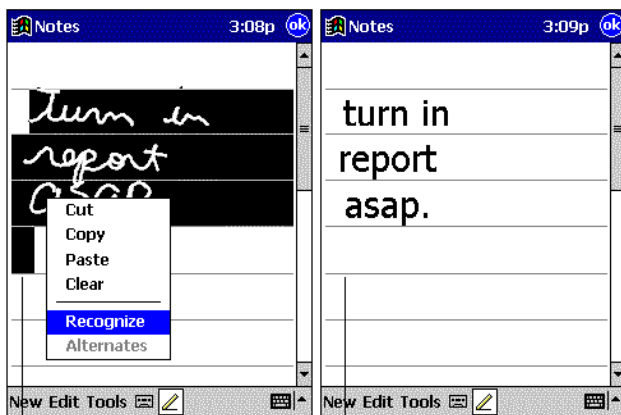 Notes 3:08p ok
turn in
report
asap
Cut
Copy
Paste
Clear
Recognize
Alternates
New Edit Tools
Notes 3:09p ok
turn in
report
asap.
New Edit Tools